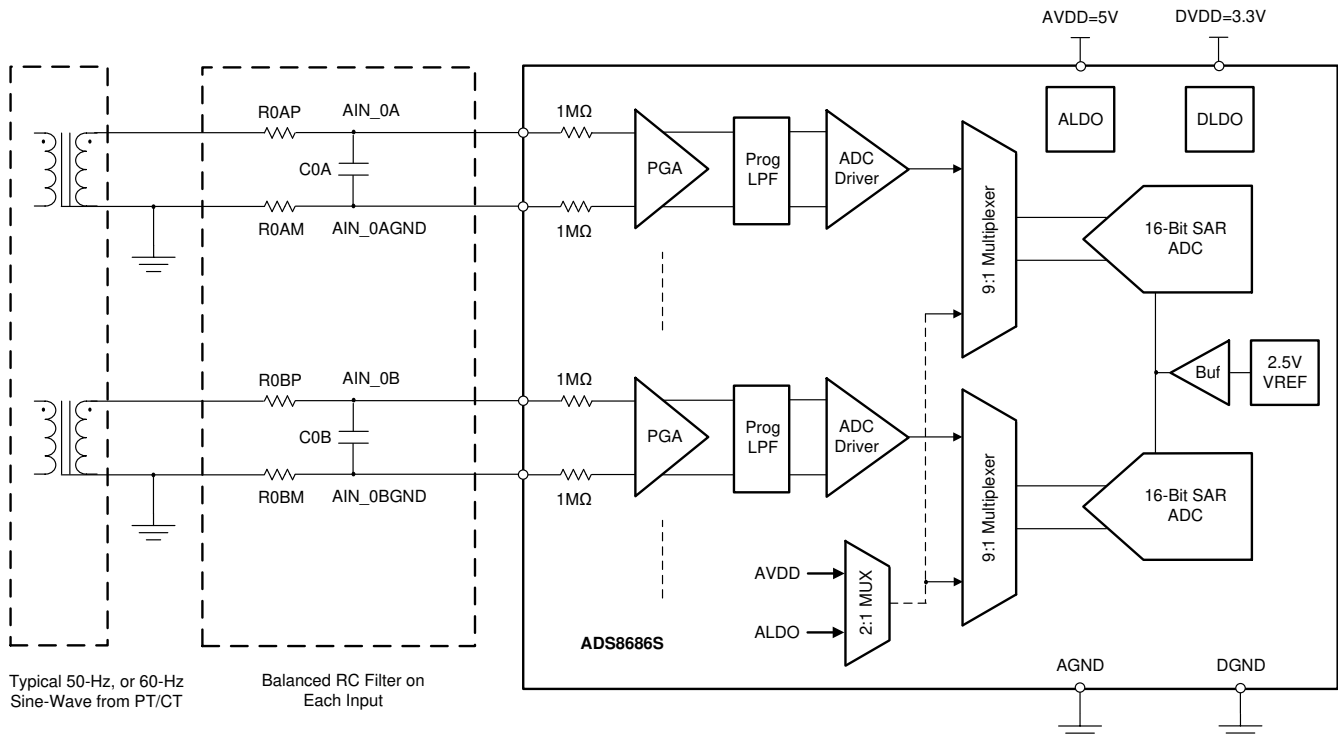 AVDD=5V
DVDD=3.3V
R0AP
AIN_0A
1MΩ
C0A
R0AM
AIN_0AGND
1MΩ
PGA
Prog
LPF
ADC
Driver
9:1 Multiplexer
ALDO
DLDO
16-Bit SAR
ADC
R0BP
AIN_0B
1MΩ
C0B
R0BM
AIN_0BGND
1MΩ
PGA
Prog
LPF
ADC
Driver
9:1 Multiplexer
Buf
2.5V
VREF
16-Bit SAR
ADC
AVDD
ALDO
2:1 MUX
ADS8686S
AGND
DGND
Typical 50-Hz, or 60-Hz
Sine-Wave from PT/CT
Balanced RC Filter on
Each Input